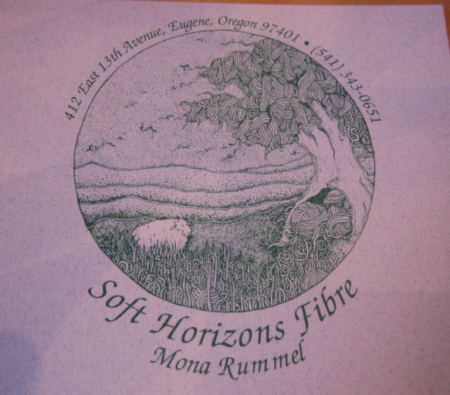 412 East 13th Avenue, Eugene, Oregon 97401 • (541) 343-0651
Soft Horizons Fibre
Mona Rummel